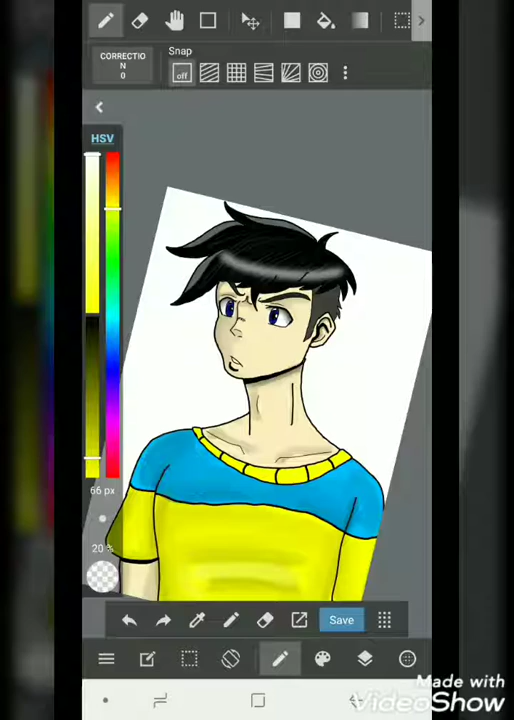 Snap
CORRECTIO
N
0
off
HSV
66 px
20 %
Save
Made with
VideoShow